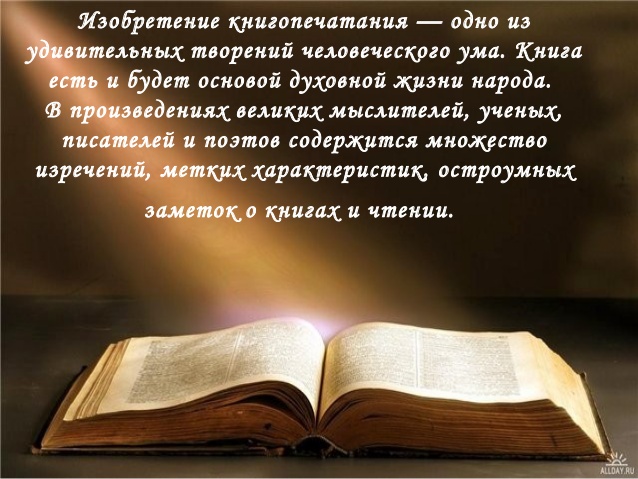 Изобретение книгопечатания — одно из
удивительных творений человеческого ума. Книга
есть и будет основой духовной жизни народа.
В произведениях великих мыслителей, ученых,
писателей и поэтов содержится множество
изречений, метких характеристик, остроумных
заметок о книгах и чтении.
ALLDAY.RU